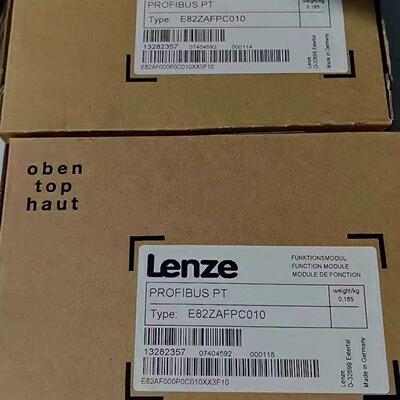 PROFIBUS PT
weight/kg
0,165
Type: E82ZAFPC010
13282357 07404592 000114
E82AF000P0C010XX3F10
Lenze
D-32699 Extertal
Made in Germany
oben
top
haut
Lenze
FUNKTIONSMODUL
FUNCTION MODULE
MODULE DE FONCTION
PROFIBUS PT
weight/kg
0,165
Type: E82ZAFPC010
13282357 07404592 000118
E82AF000P0C010XX3F10
Lenze
D-32699 Extertal
Made in Germany